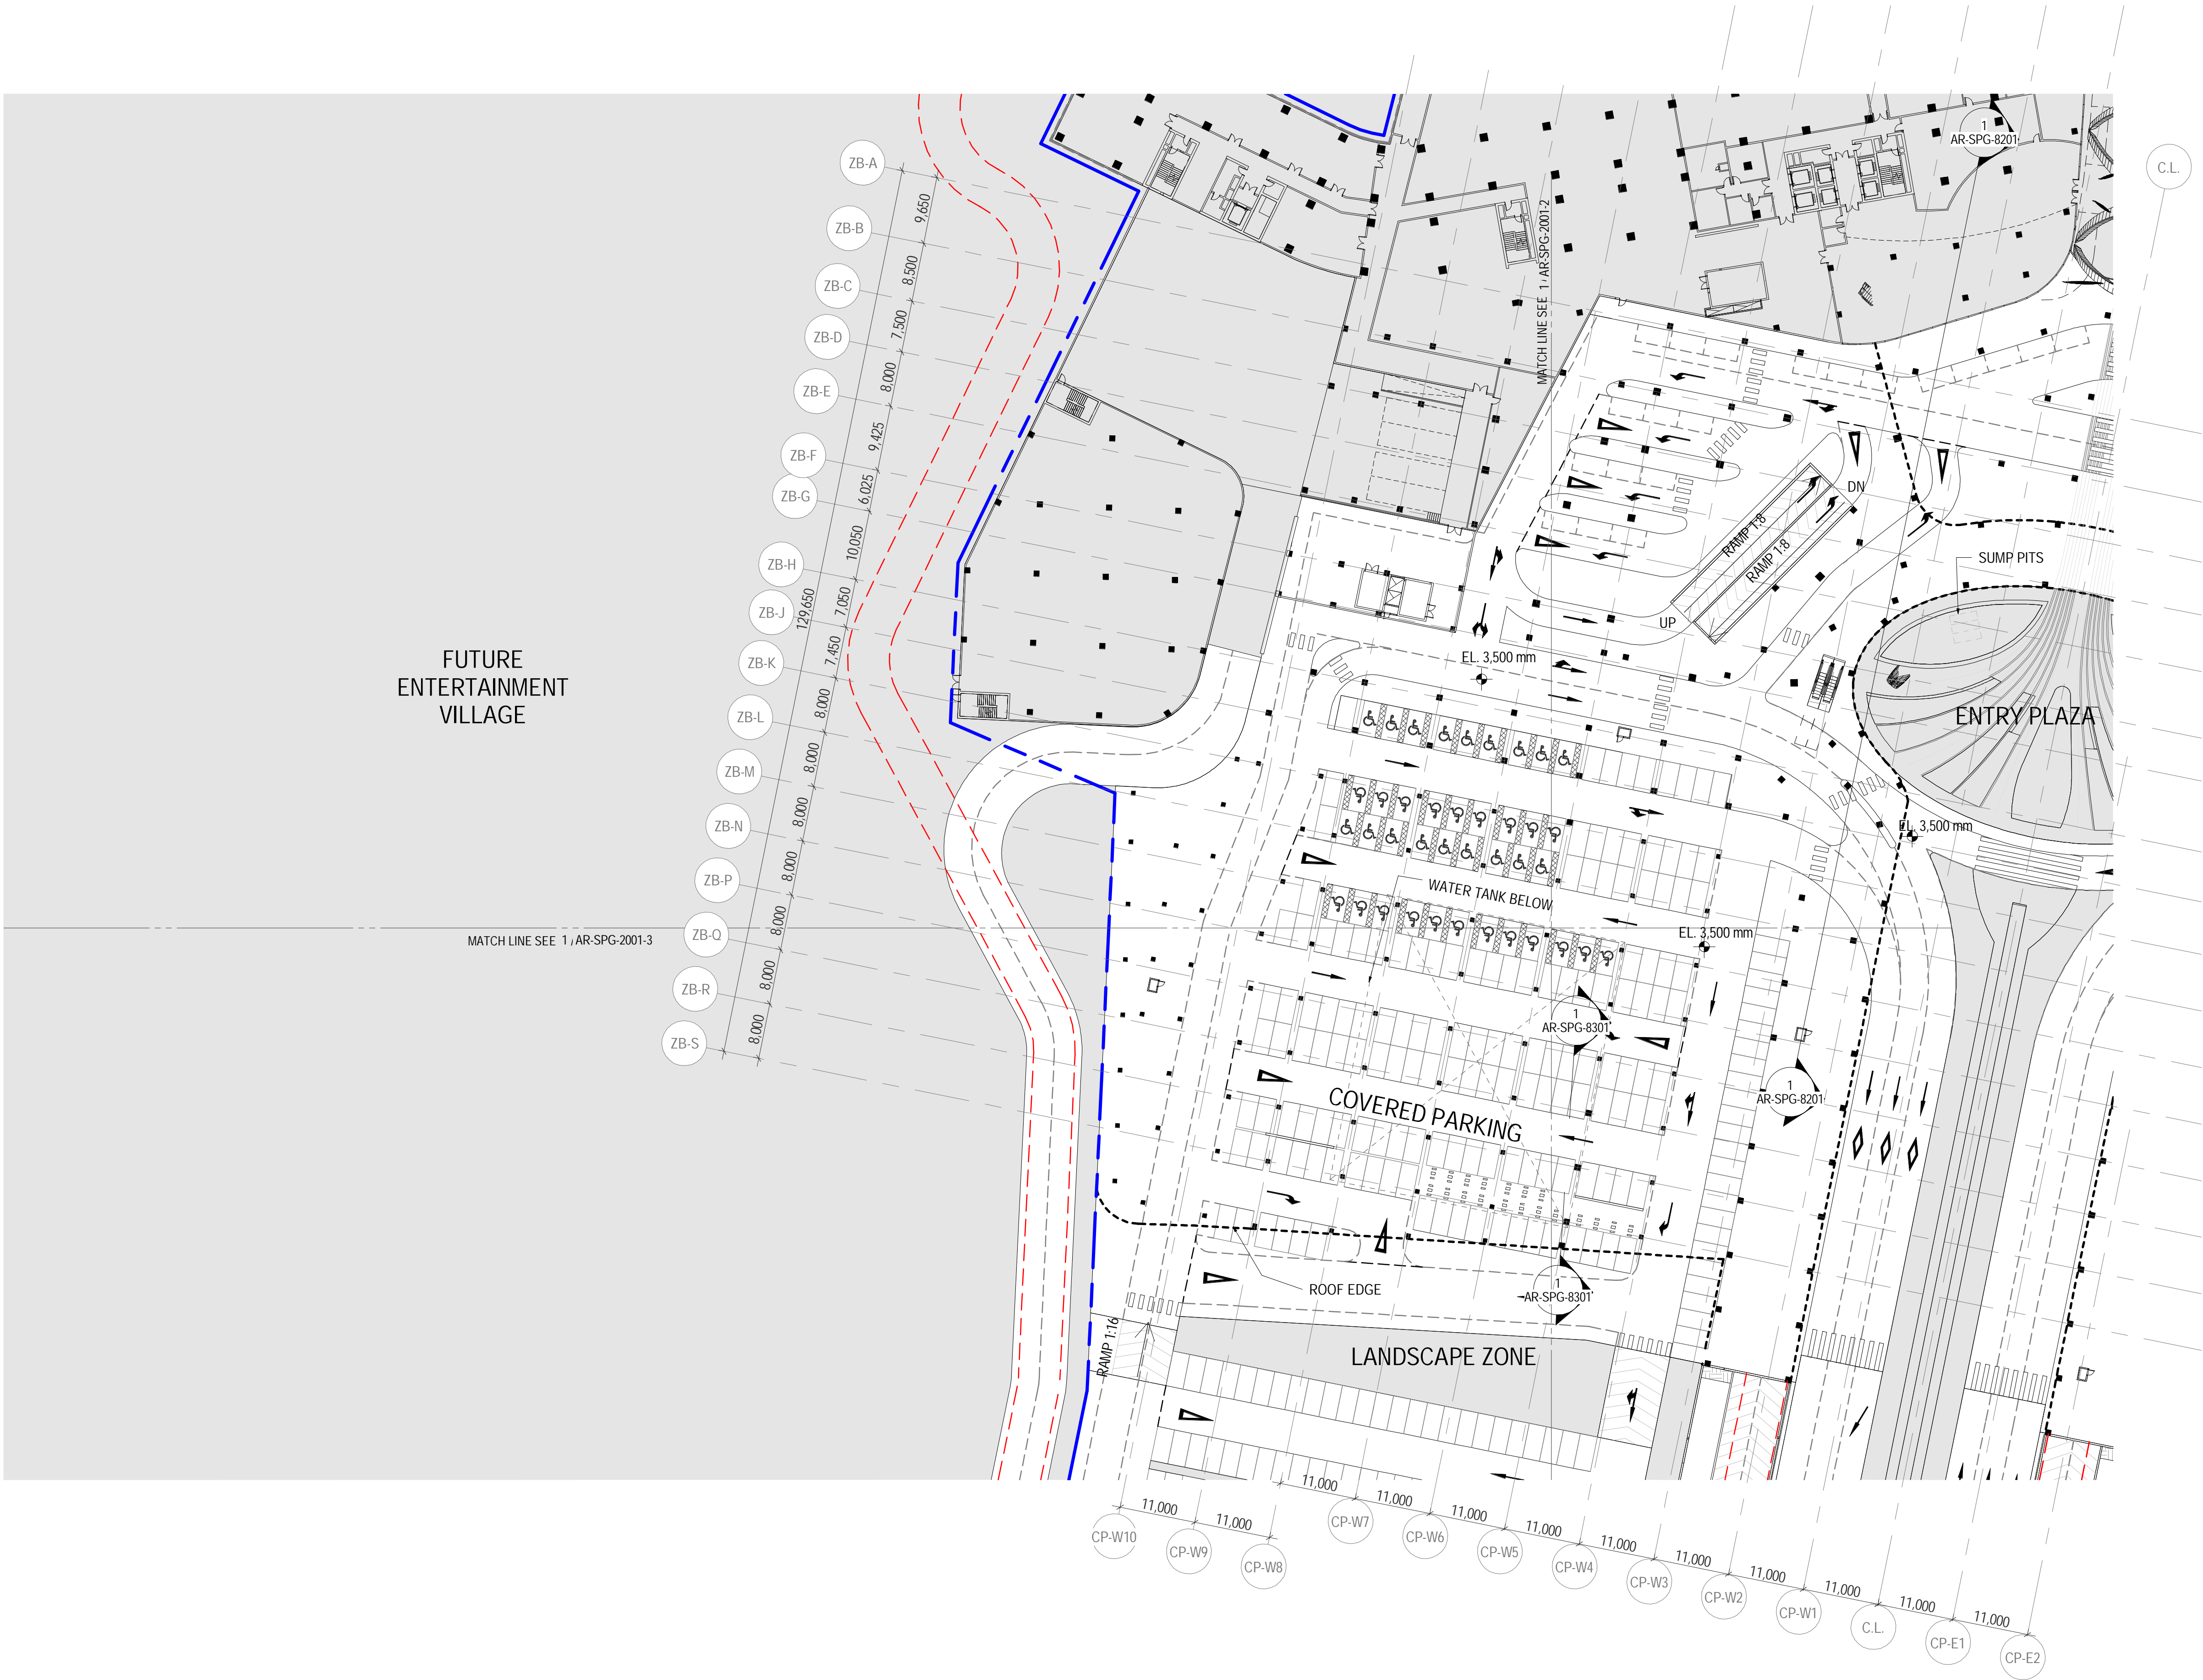 1
AR-SPG-8201
C.L.
ZB-A
9,650
ZB-B
8,500
ZB-C
7,500
ZB-D
8,000
ZB-E
9,425
ZB-F
6,025
ZB-G
10,050
ZB-H
7,050
ZB-J
129,650
7,450
ZB-K
8,000
ZB-L
8,000
ZB-M
8,000
ZB-N
8,000
ZB-P
8,000
ZB-Q
8,000
ZB-R
8,000
ZB-S
MATCH LINE SEE 1 / AR-SPG-2001-2
DN
RAMP 1:8
RAMP 1:8
UP
SUMP PITS
EL. 3,500 mm
ENTRY PLAZA
FUTURE
ENTERTAINMENT
VILLAGE
EL. 3,500 mm
WATER TANK BELOW
EL. 3,500 mm
MATCH LINE SEE 1 / AR-SPG-2001-3
1
AR-SPG-8301
1
AR-SPG-8201
COVERED PARKING
ROOF EDGE
1
AR-SPG-8301
RAMP 1:16
LANDSCAPE ZONE
11,000
11,000
11,000
11,000
11,000
11,000
11,000
11,000
11,000
11,000
11,000
11,000
CP-W10
CP-W9
CP-W8
CP-W7
CP-W6
CP-W5
CP-W4
CP-W3
CP-W2
CP-W1
C.L.
CP-E1
CP-E2